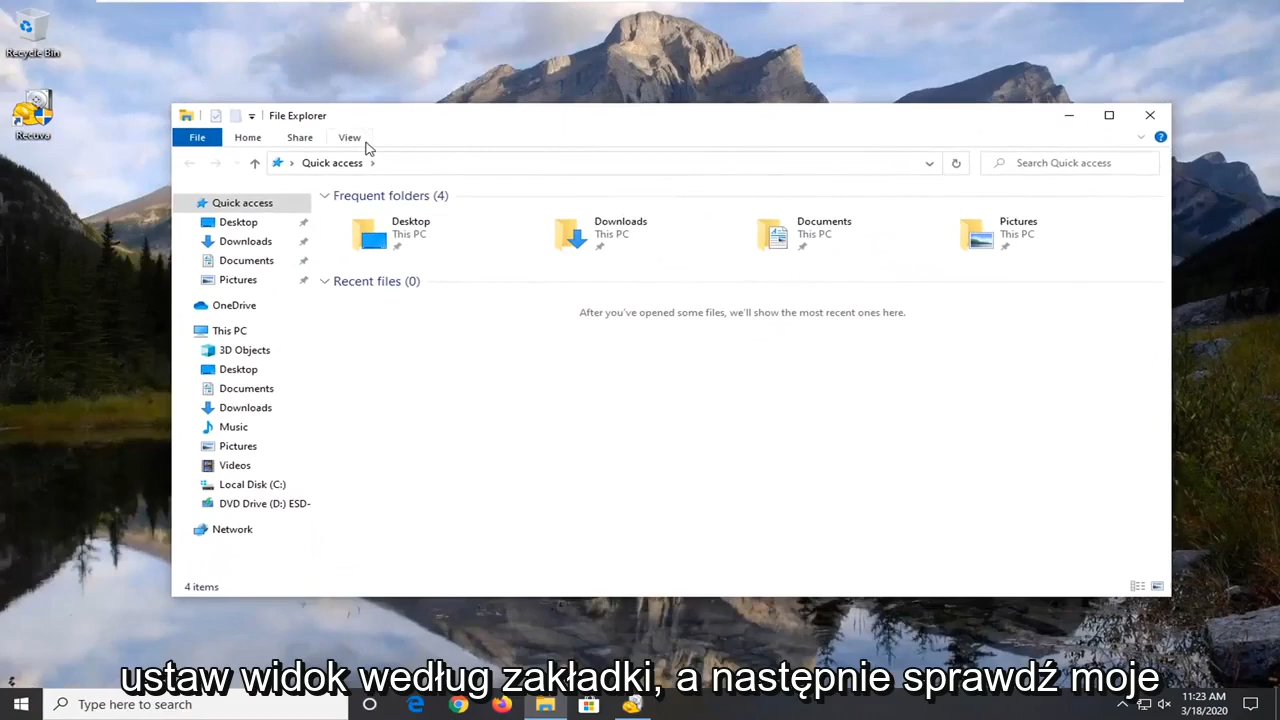 Recycle Bin
Recuva
File Explorer
File Home Share View
Quick access
Search Quick access
Quick access
Desktop
Downloads
Documents
Pictures
OneDrive
This PC
3D Objects
Desktop
Documents
Downloads
Music
Pictures
Videos
Local Disk (C:)
DVD Drive (D:) ESD-
Network
Frequent folders (4)
Desktop
This PC
Downloads
This PC
Documents
This PC
Pictures
This PC
Recent files (0)
After you've opened some files, we'll show the most recent ones here.
4 items
ustaw widok według zakładki, a następnie sprawdź moje
Type here to search
11:23 AM
3/18/2020